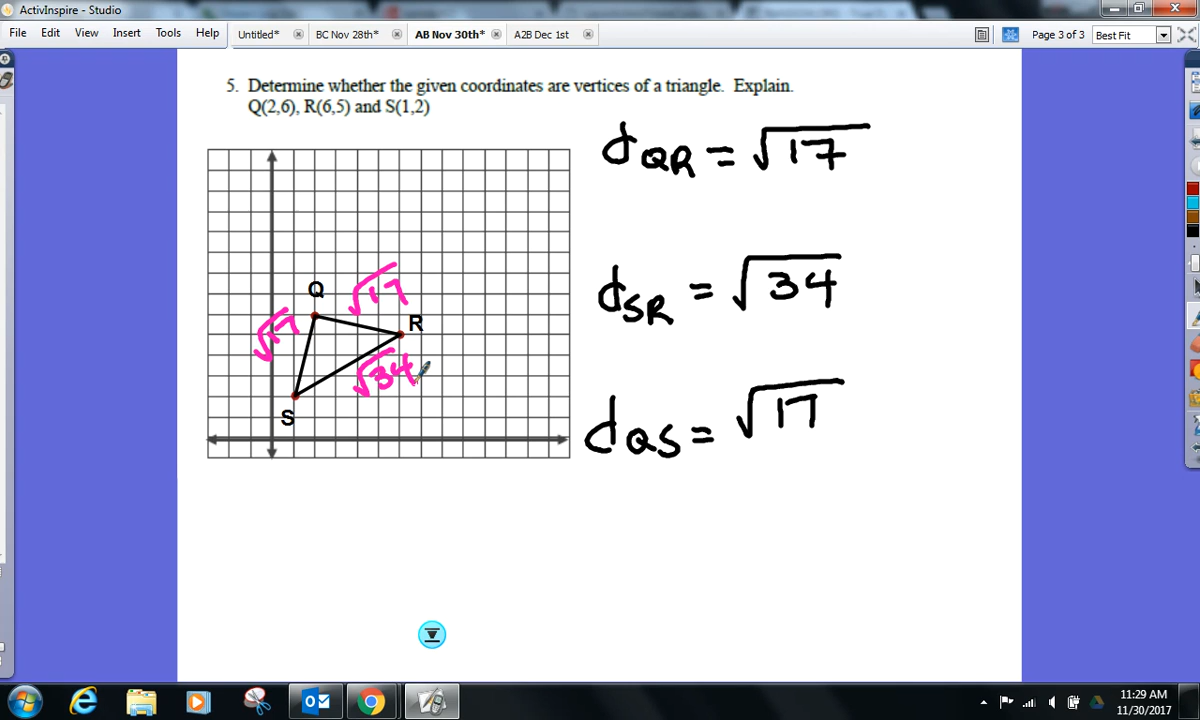 ActivInspire - Studio
File Edit View Insert Tools Help
Untitled* BC Nov 28th* AB Nov 30th* A2B Dec 1st
Page 3 of 3 Best Fit
5. Determine whether the given coordinates are vertices of a triangle. Explain.
Q(2,6), R(6,5) and S(1,2)
dQR = √17
dSR = √34
dQS = √17
Q
√17
R
√17
√34
S
11:29 AM
11/30/2017